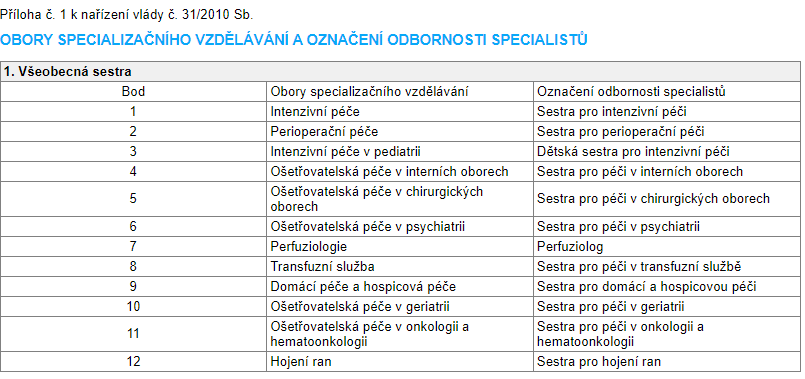 Příloha č. 1 k nařízení vlády č. 31/2010 Sb.
OBORY SPECIALIZAČNÍHO VZDĚLÁVÁNÍ A OZNAČENÍ ODBORNOSTI SPECIALISTŮ
1. Všeobecná sestra
Bod Obory specializačního vzdělávání Označení odbornosti specialistů
1 Intenzivní péče Sestra pro intenzivní péči
2 Perioperační péče Sestra pro perioperační péči
3 Intenzivní péče v pediatrii Dětská sestra pro intenzivní péči
4 Ošetřovatelská péče v interních oborech Sestra pro péči v interních oborech
5 Ošetřovatelská péče v chirurgických
oborech Sestra pro péči v chirurgických oborech
6 Ošetřovatelská péče v psychiatrii Sestra pro péči v psychiatrii
7 Perfuziologie Perfuziolog
8 Transfuzní služba Sestra pro péči v transfuzní službě
9 Domácí péče a hospicová péče Sestra pro domácí a hospicovou péči
10 Ošetřovatelská péče v geriatrii Sestra pro péči v geriatrii
11 Ošetřovatelská péče v onkologii a
hematoonkologii Sestra pro péči v onkologii a
hematoonkologii
12 Hojení ran Sestra pro hojení ran